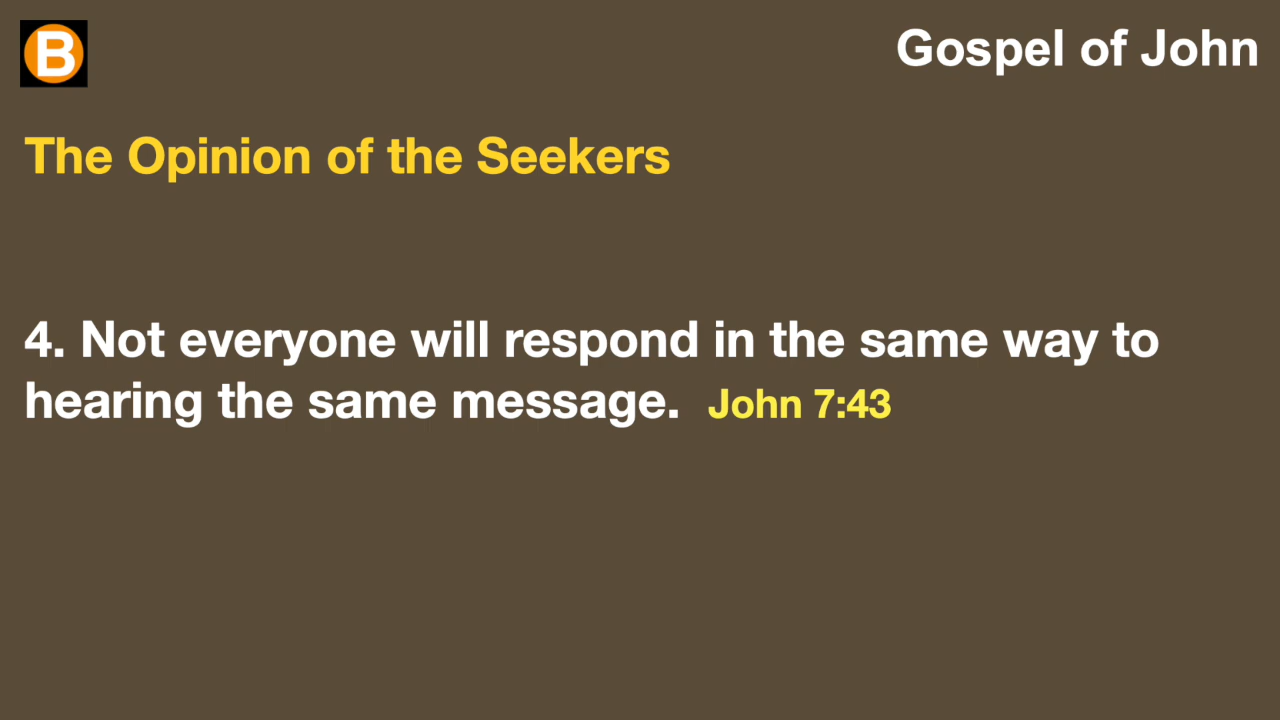 B
Gospel of John
The Opinion of the Seekers
4. Not everyone will respond in the same way to
hearing the same message. John 7:43